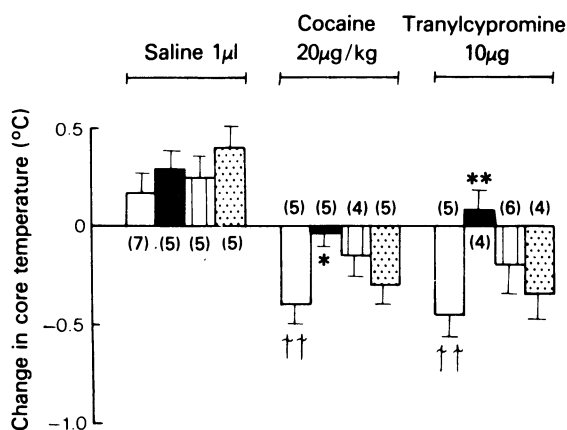 Cocaine Tranylcypromine
Saline 1µl 20µg/kg 10µg
Change in core temperature (°C)
0.5
**
(5) (5) (4) (5) (5) (6) (4)
0
(7) (5) (5) (5) (4)
*
−0.5
†† ††
−1.0